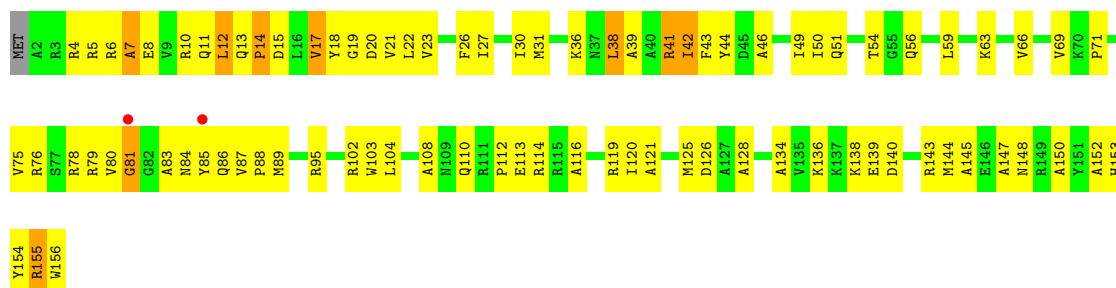 MET A2 R3 R4 R5 R6 A7 E8 V9 R10 Q11 L12 Q13 P14 D15 L16 V17 Y18 G19 D20 V21 L22 V23 F26 I27 I30 M31 K36 N37 L38 A39 A40 R41 I42 F43 Y44 D45 A46 I49 I50 Q51 T54 G55 Q56 L59 K63 V66 V69 K70 P71
V75 R76 S77 R78 R79 V80 G81 G82 A83 N84 Y85 Q86 V87 P88 M89 R95 R102 W103 L104 A108 N109 Q110 R111 P112 E113 R114 R115 A116 R119 I120 A121 M125 D126 A127 A128 A134 V135 K136 K137 K138 E139 D140 R143 M144 A145 E146 A147 N148 R149 A150 Y151 A152 H153
Y154 R155 W156